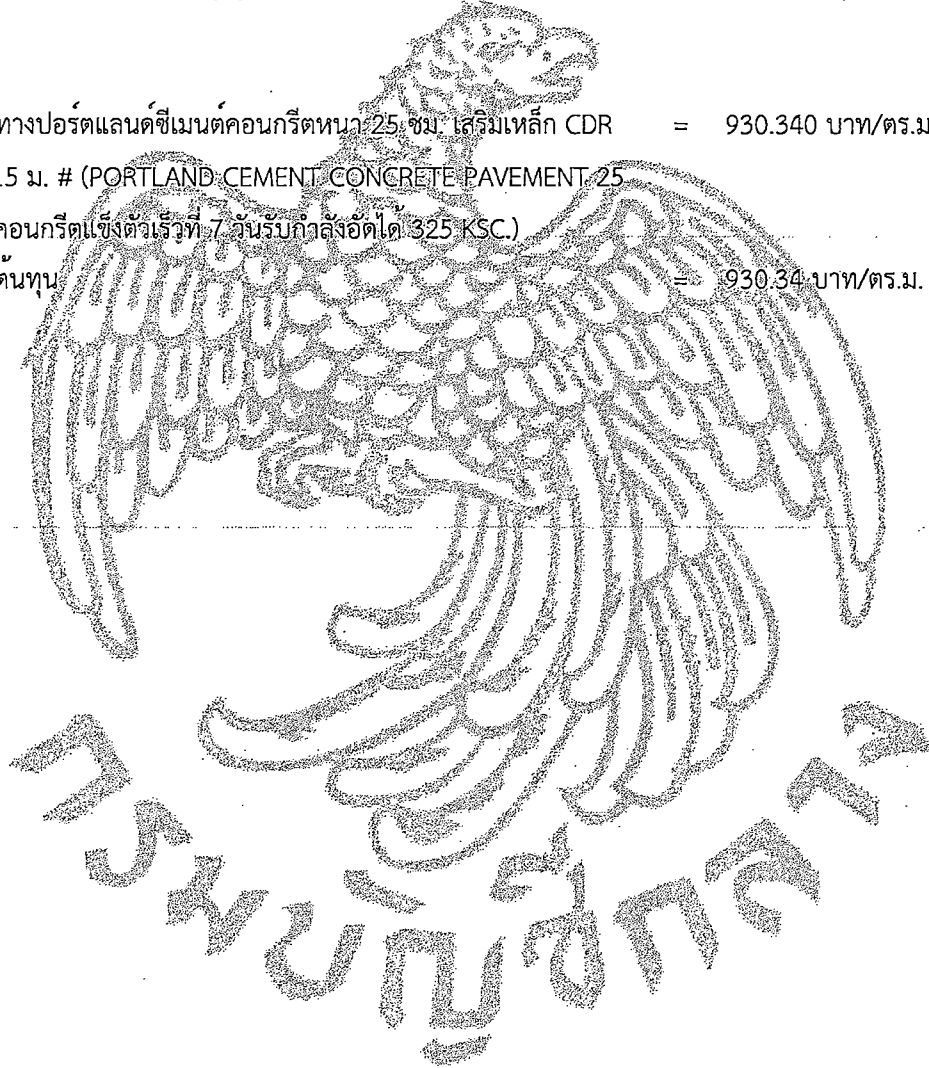 ทางปอร์ตแลนด์ซีเมนต์คอนกรีตหนา 25 ซม. เสริมเหล็ก CDR = 930.340 บาท/ตร.ม
.15 ม. # (PORTLAND CEMENT CONCRETE PAVEMENT 25
คอนกรีตแข็งตัวเร็วที่ 7 วันรับกำลังอัดได้ 325 KSC.)
ต้นทุน = 930.34 บาท/ตร.ม.
กรมบัญชีกลาง